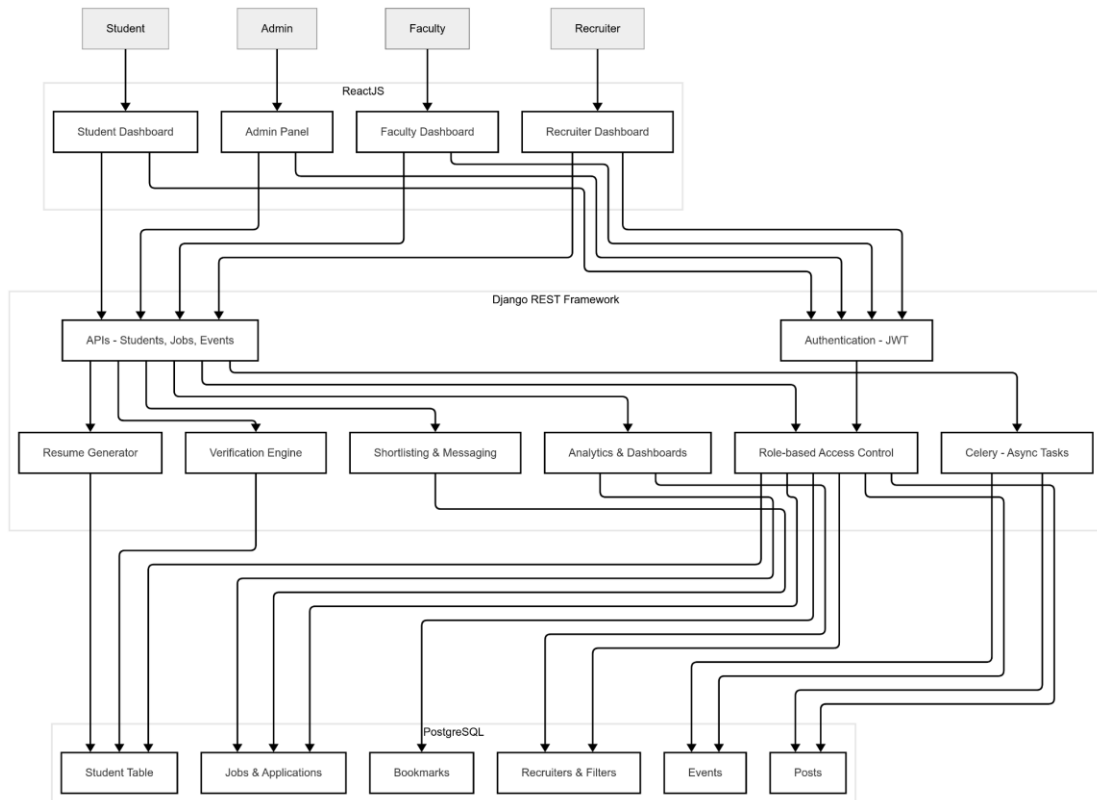 Student
Admin
Faculty
Recruiter
ReactJS
Student Dashboard
Admin Panel
Faculty Dashboard
Recruiter Dashboard
Django REST Framework
APIs - Students, Jobs, Events
Authentication - JWT
Resume Generator
Verification Engine
Shortlisting & Messaging
Analytics & Dashboards
Role-based Access Control
Celery - Async Tasks
PostgreSQL
Student Table
Jobs & Applications
Bookmarks
Recruiters & Filters
Events
Posts